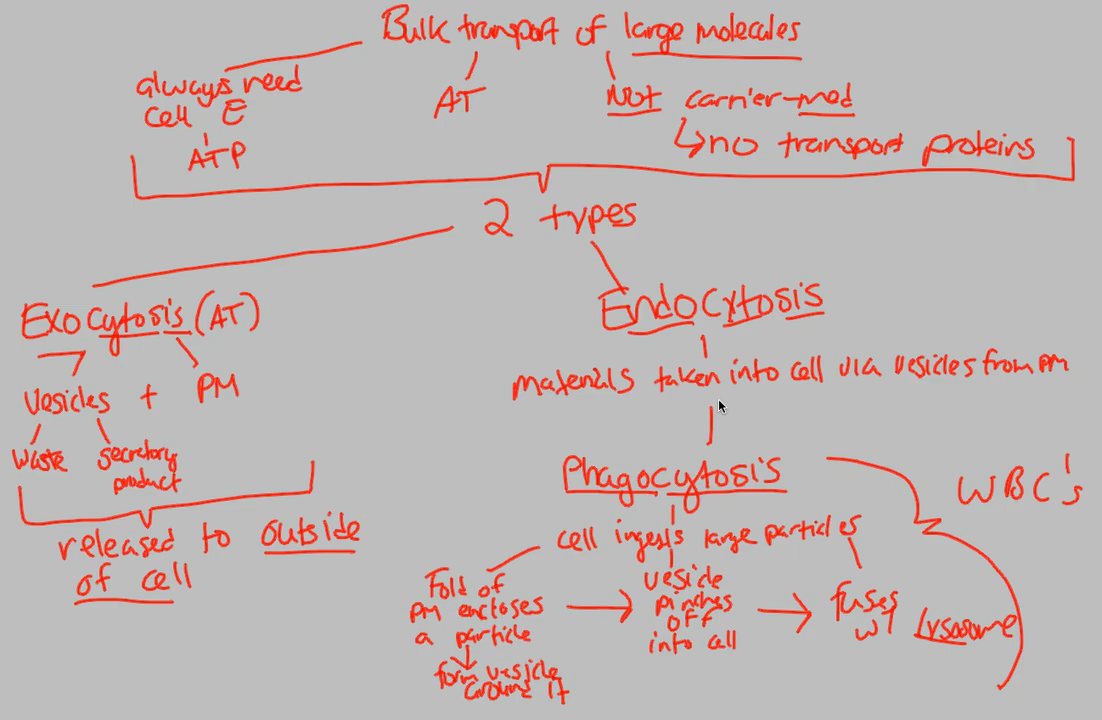 Bulk transport of large molecules
always need
cell E
ATP
AT
Not carrier-med
no transport proteins
2 types
Exocytosis (AT)
Vesicles + PM
waste
secretory
product
released to outside
of cell
Endocytosis
materials taken into cell via vesicles from PM
Phagocytosis
cell ingests large particles
Fold of
PM encloses
a particle
form vesicle
around it
vesicle
pinches
off
into cell
fuses
w/ Lysosome
WBC's